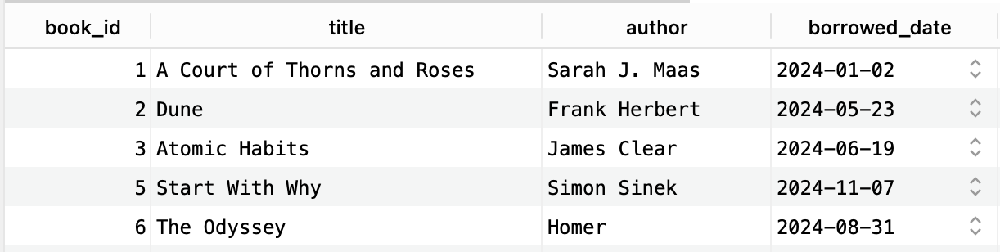 book_id title author borrowed_date
1 A Court of Thorns and Roses Sarah J. Maas 2024-01-02
2 Dune Frank Herbert 2024-05-23
3 Atomic Habits James Clear 2024-06-19
5 Start With Why Simon Sinek 2024-11-07
6 The Odyssey Homer 2024-08-31